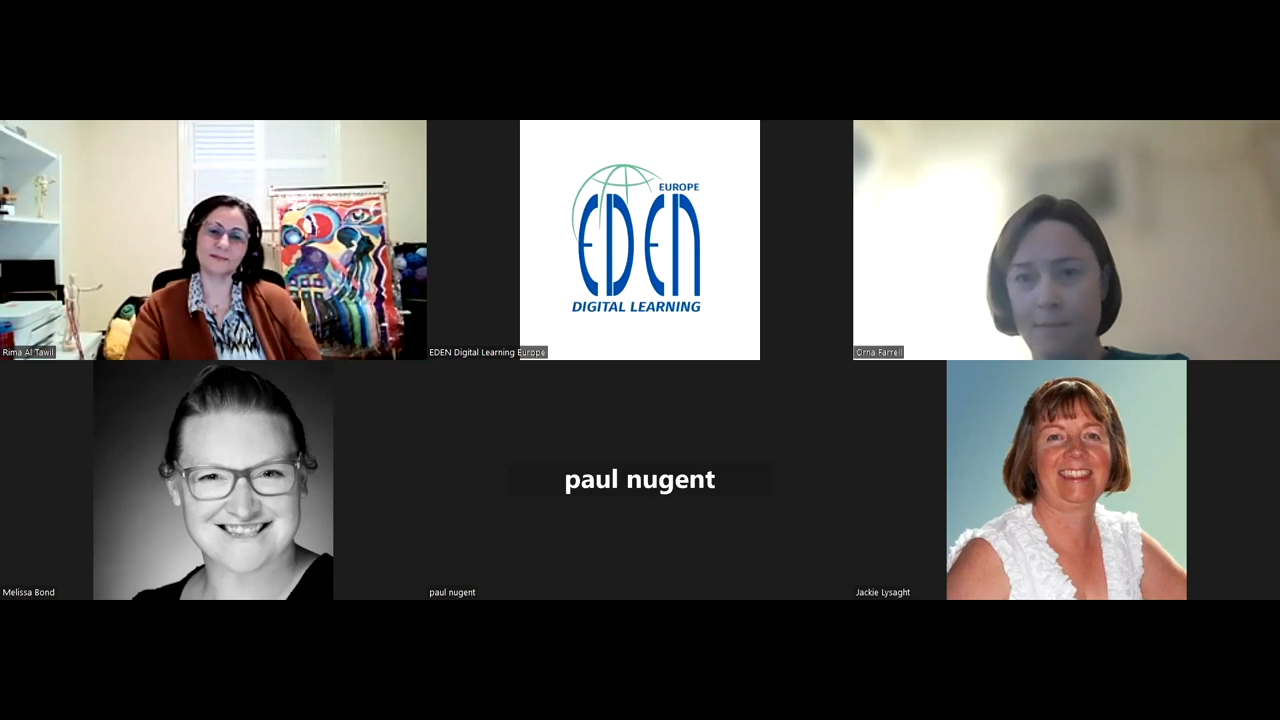 EUROPE
EDEN
DIGITAL LEARNING
Rima Al Tawil
EDEN Digital Learning Europe
Orna Farrell
paul nugent
Melissa Bond
paul nugent
Jackie Lysaght